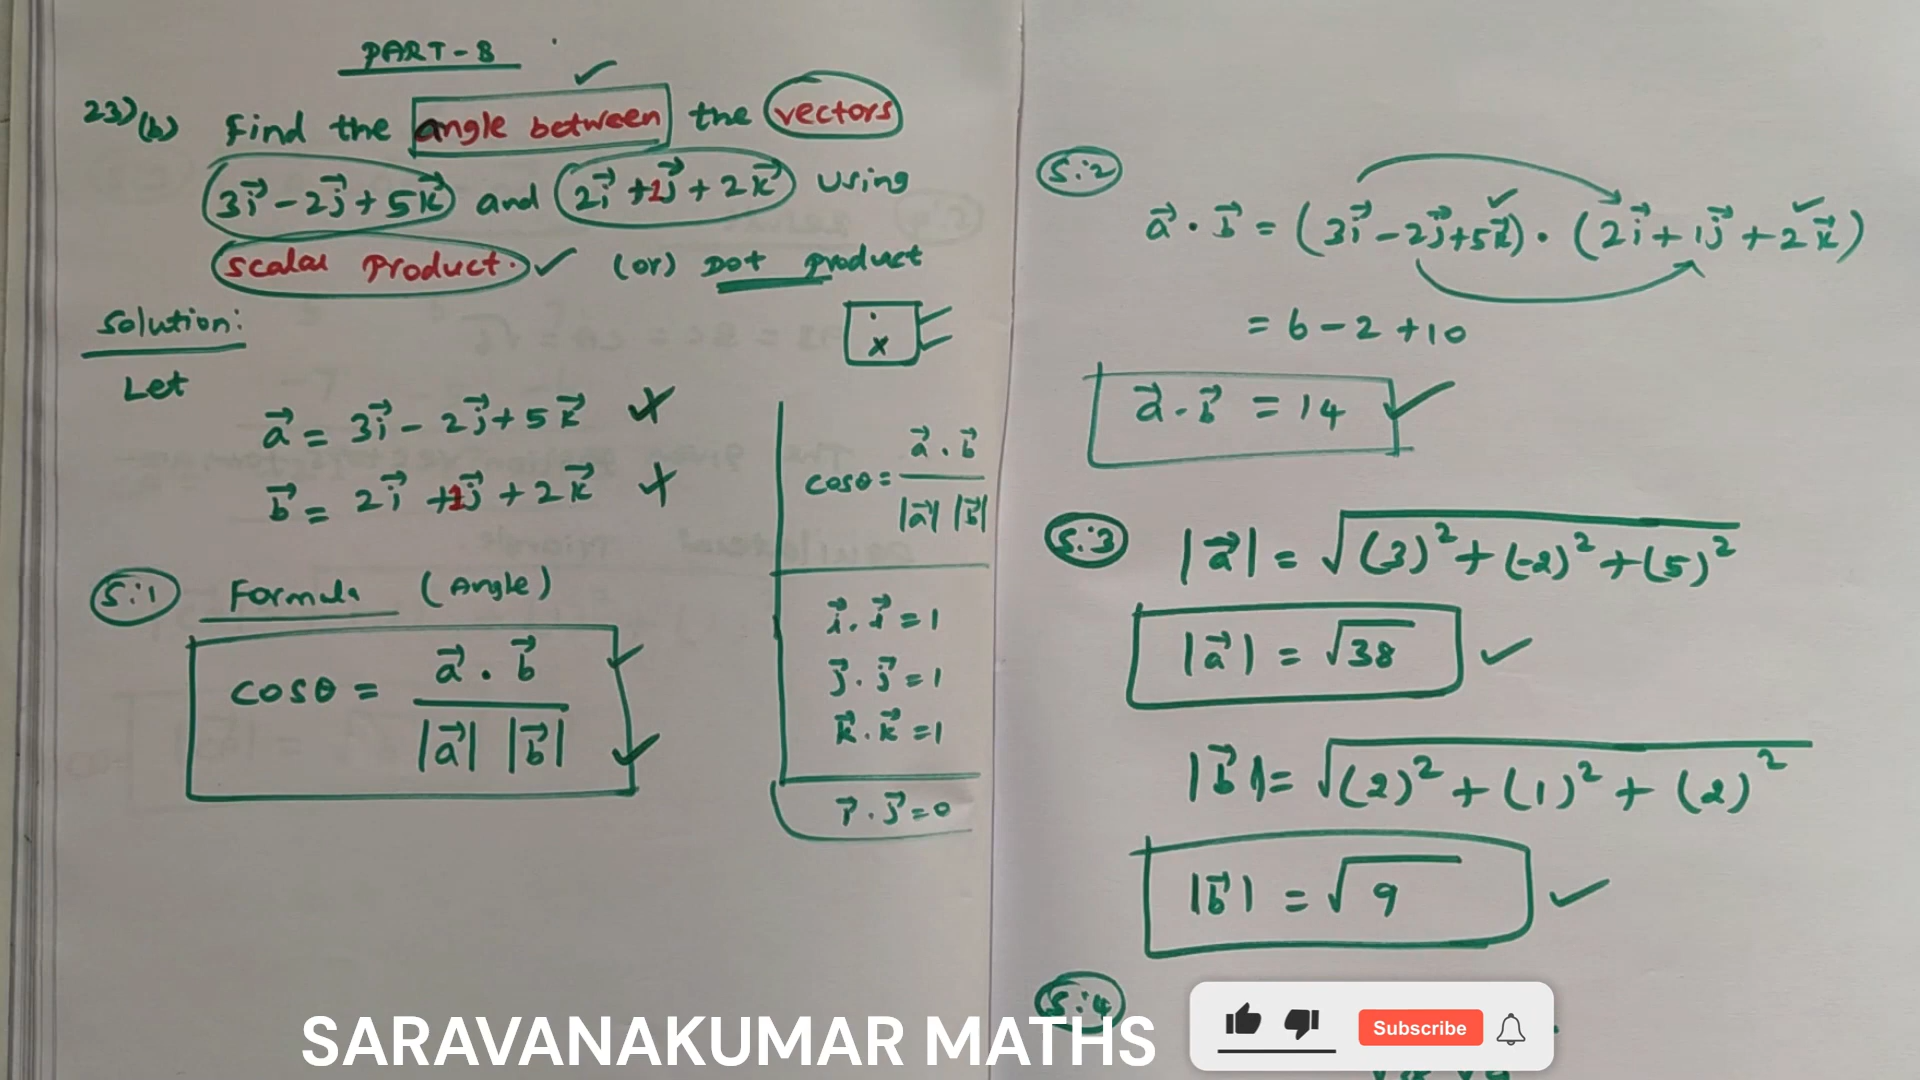 PART-B
23)(b) Find the angle between the vectors
3i⃗ - 2j⃗ + 5k⃗ and 2i⃗ + 1j⃗ + 2k⃗ using
scalar product. (or) DOT product
Solution:
Let
a⃗ = 3i⃗ - 2j⃗ + 5k⃗
b⃗ = 2i⃗ + 1j⃗ + 2k⃗
. x
S:1 Formula (Angle)
cosθ = a⃗ . b⃗ / |a⃗| |b⃗|
cosθ = a⃗ . b⃗ / |a⃗| |b⃗|
i⃗ . i⃗ = 1
j⃗ . j⃗ = 1
k⃗ . k⃗ = 1
i⃗ . j⃗ = 0
S:2
a⃗ . b⃗ = (3i⃗ - 2j⃗ + 5k⃗) . (2i⃗ + 1j⃗ + 2k⃗)
= 6 - 2 + 10
a⃗ . b⃗ = 14
S:3 |a⃗| = √(3)² + (-2)² + (5)²
|a⃗| = √38
|b⃗| = √(2)² + (1)² + (2)²
|b⃗| = √9
S:4
SARAVANAKUMAR MATHS
Subscribe